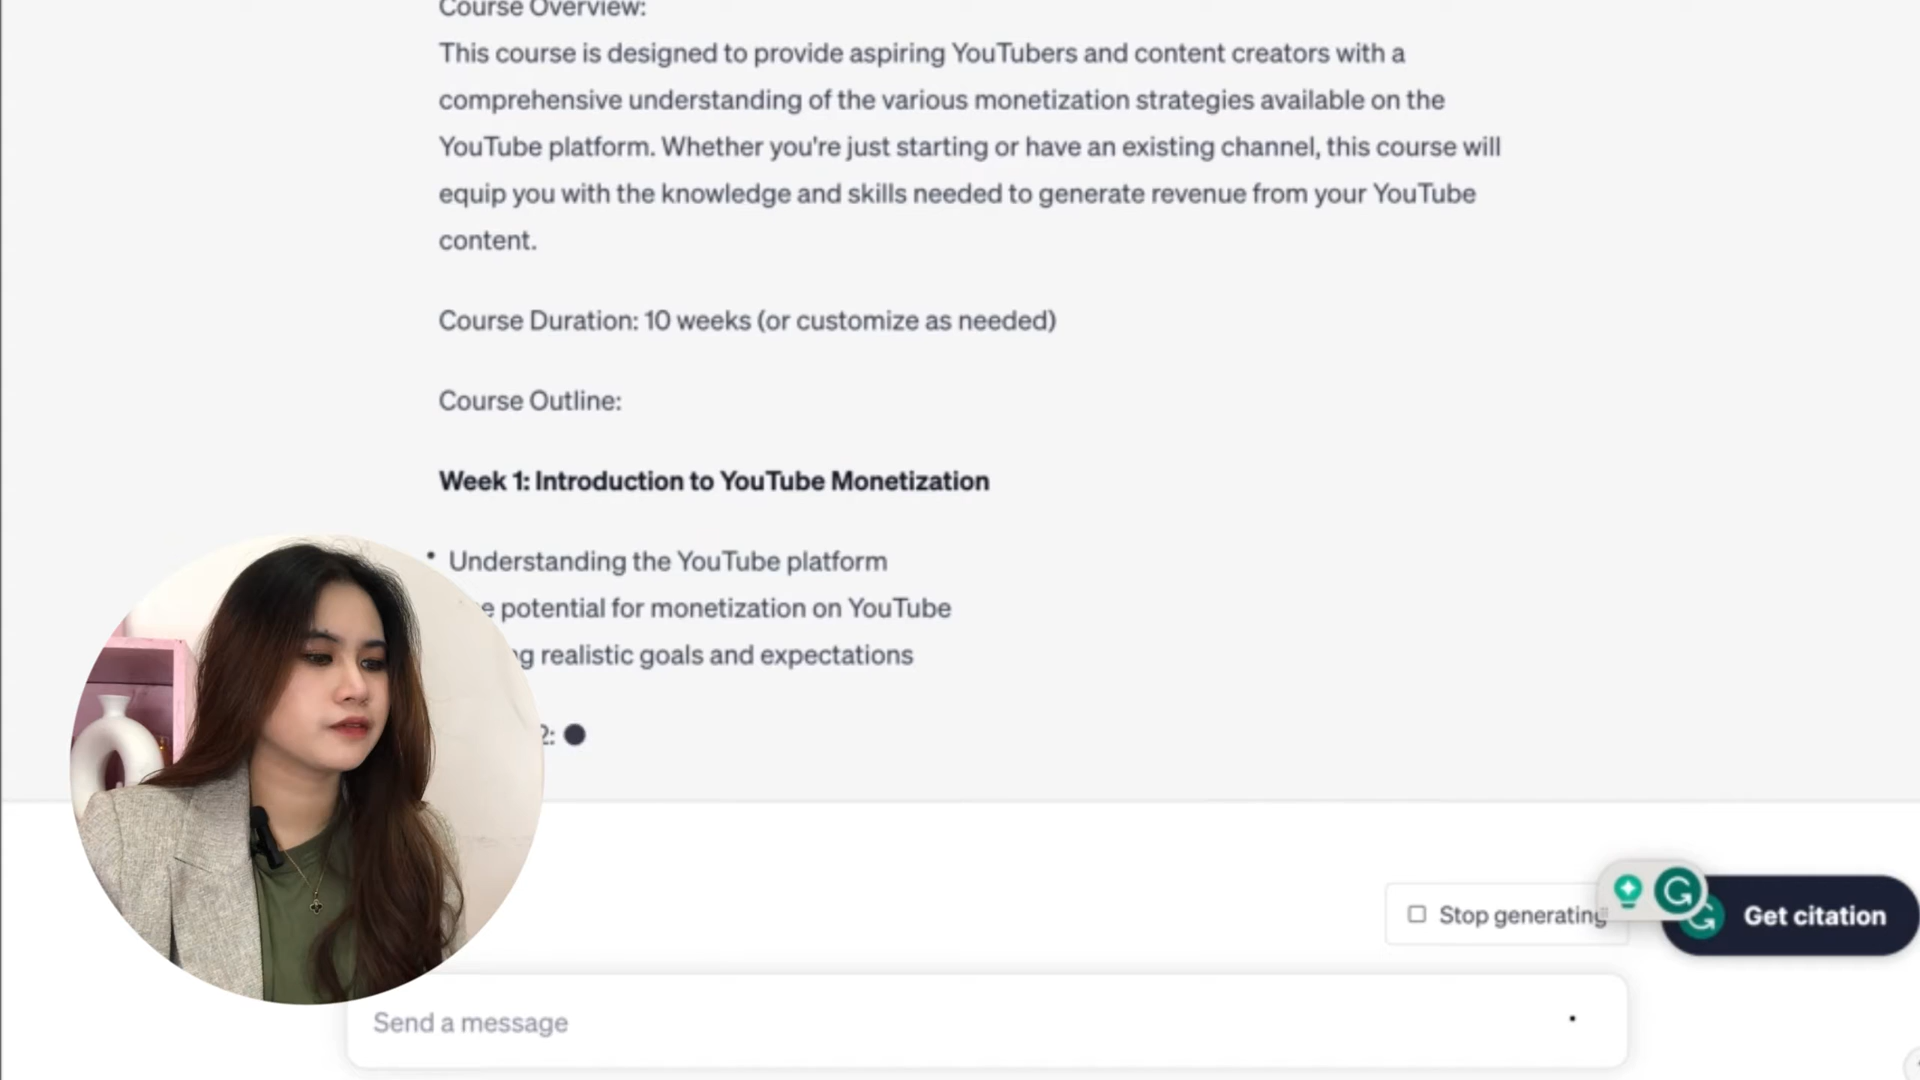 Course Overview:
This course is designed to provide aspiring YouTubers and content creators with a
comprehensive understanding of the various monetization strategies available on the
YouTube platform. Whether you're just starting or have an existing channel, this course will
equip you with the knowledge and skills needed to generate revenue from your YouTube
content.
Course Duration: 10 weeks (or customize as needed)
Course Outline:
Week 1: Introduction to YouTube Monetization
• Understanding the YouTube platform
potential for monetization on YouTube
realistic goals and expectations
2:
Stop generating
Get citation
Send a message